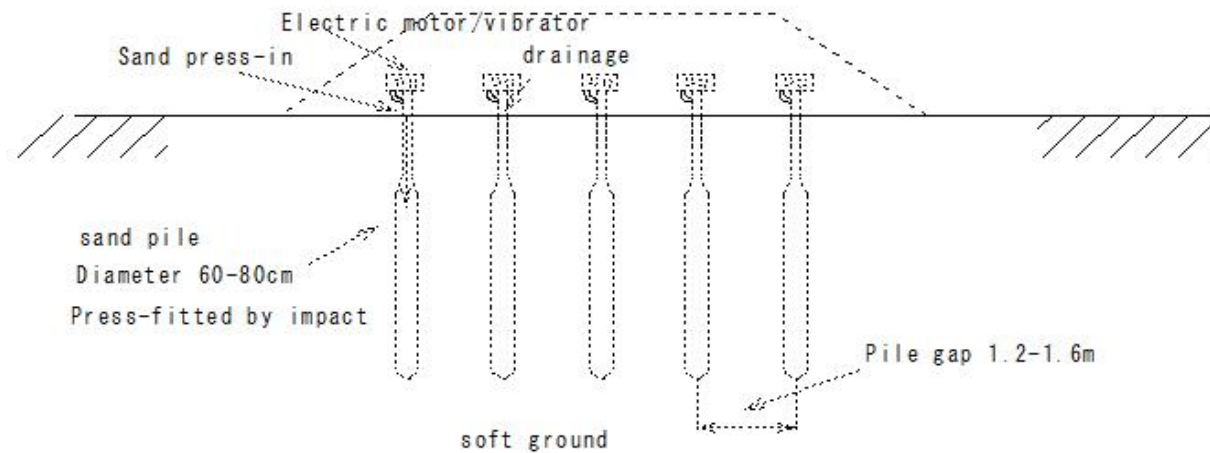 Electric motor/vibrator
Sand press-in
drainage
sand pile
Diameter 60-80cm
Press-fitted by impact
Pile gap 1.2-1.6m
soft ground